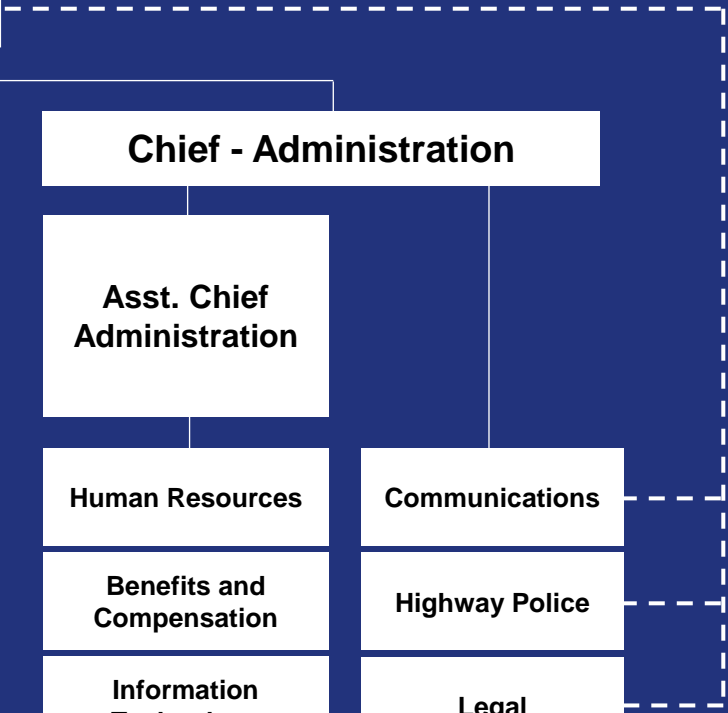 Chief - Administration
Asst. Chief
Administration
Human Resources
Communications
Benefits and
Compensation
Highway Police
Information
Legal